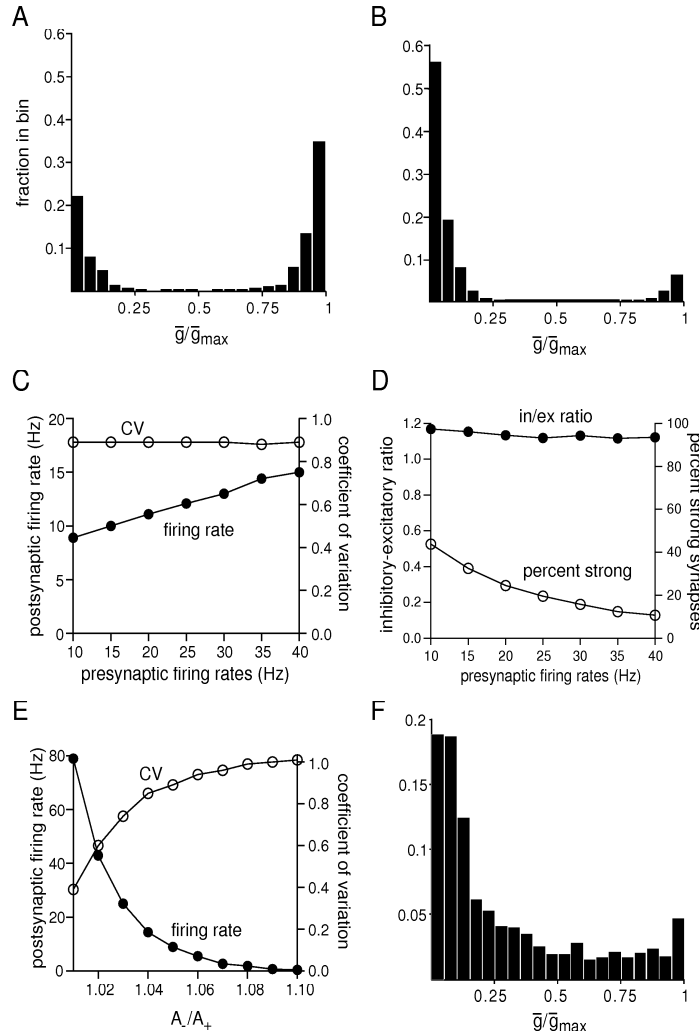 A
0.6
0.5
0.4
0.3
0.2
0.1
fraction in bin
0.25 0.5 0.75 1
g̅/g̅max
B
0.6
0.5
0.4
0.3
0.2
0.1
0.25 0.5 0.75 1
g̅/g̅max
C
20
15
10
5
0
postsynaptic firing rate (Hz)
CV
firing rate
1.0
0.8
0.6
0.4
0.2
0.0
coefficient of variation
10 15 20 25 30 35 40
presynaptic firing rates (Hz)
D
in/ex ratio
1.2
1.0
0.8
0.6
0.4
0.2
0.0
inhibitory-excitatory ratio
percent strong
100
80
60
40
20
0
percent strong synapses
10 15 20 25 30 35 40
presynaptic firing rates (Hz)
E
80
60
40
20
0
postsynaptic firing rate (Hz)
CV
firing rate
1.0
0.8
0.6
0.4
0.2
0.0
coefficient of variation
1.02 1.04 1.06 1.08 1.10
A-/A+
F
0.2
0.15
0.1
0.05
0.25 0.5 0.75 1
g̅/g̅max